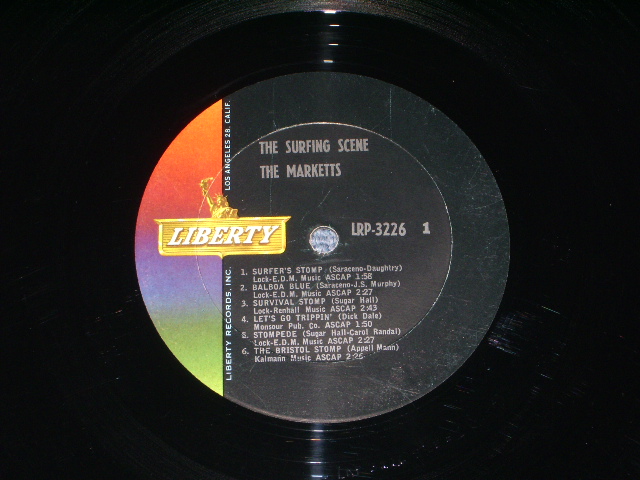 THE SURFING SCENE
THE MARKETTS
LIBERTY
LRP-3226 1
1. SURFER'S STOMP (Saraceno-Daughtry)
Lock-E.D.M. Music ASCAP 1:58
2. BALBOA BLUE (Saraceno-J.S. Murphy)
Lock-E.D.M. Music ASCAP 2:27
3. SURVIVAL STOMP (Sugar Hall)
Lock-Renhall Music ASCAP 2:43
4. LET'S GO TRIPPIN' (Dick Dale)
Monsour Pub. Co. ASCAP 1:50
5. STOMPEDE (Sugar Hall-Carol Randal)
Lock-E.D.M. Music ASCAP 2:27
6. THE BRISTOL STOMP (Appell Mann)
Kalmann Music ASCAP 2:26
LIBERTY RECORDS, INC. LOS ANGELES 28, CALIF.